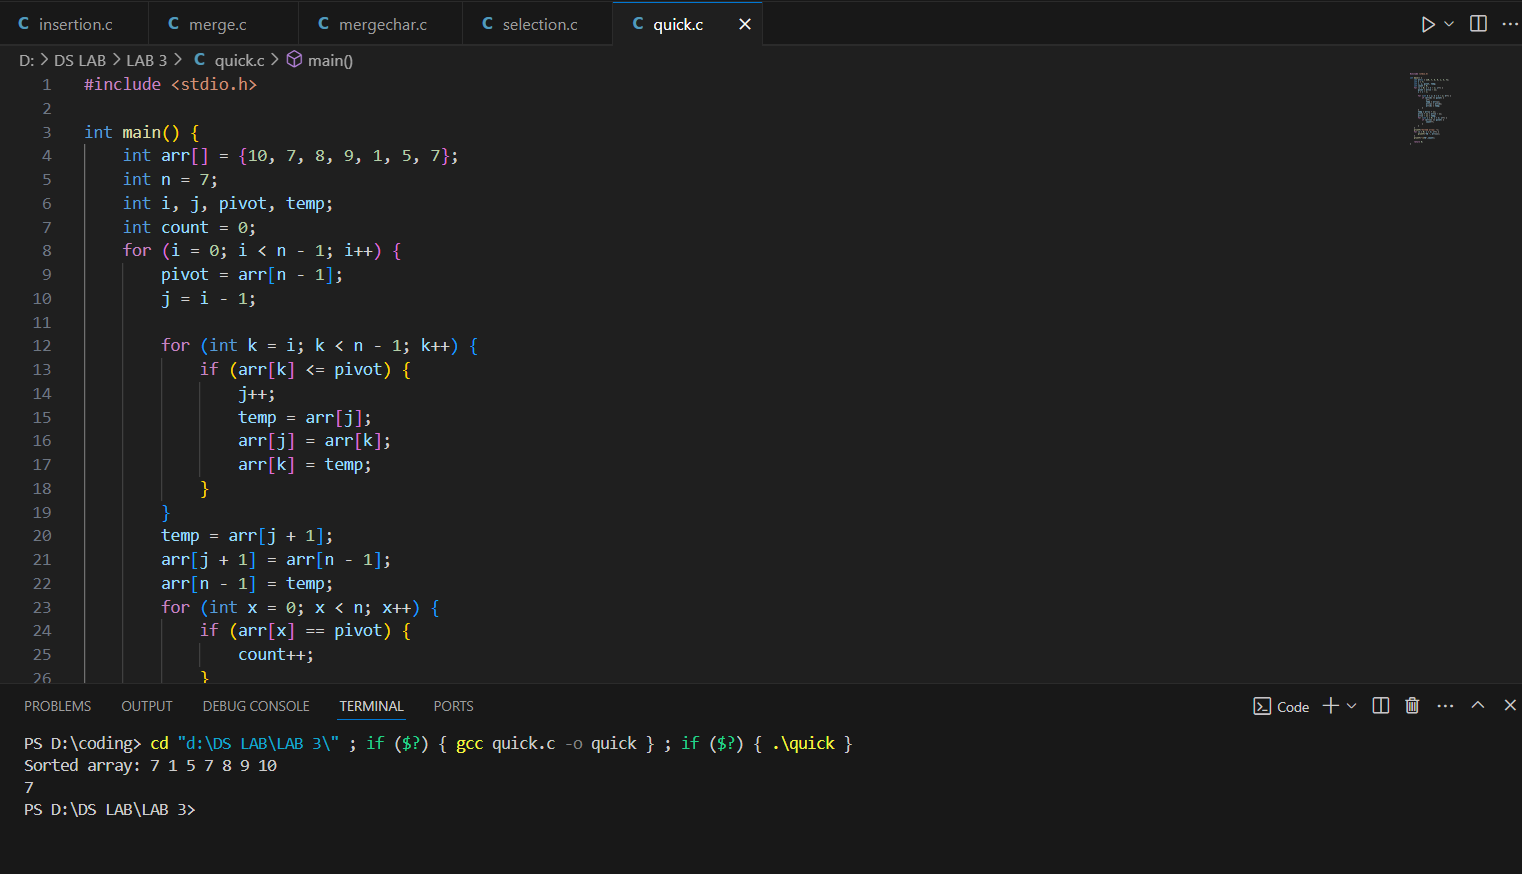 C insertion.c C merge.c C mergechar.c C selection.c C quick.c
D: > DS LAB > LAB 3 > C quick.c > main()
1 #include <stdio.h>
2
3 int main() {
4 int arr[] = {10, 7, 8, 9, 1, 5, 7};
5 int n = 7;
6 int i, j, pivot, temp;
7 int count = 0;
8 for (i = 0; i < n - 1; i++) {
9 pivot = arr[n - 1];
10 j = i - 1;
11
12 for (int k = i; k < n - 1; k++) {
13 if (arr[k] <= pivot) {
14 j++;
15 temp = arr[j];
16 arr[j] = arr[k];
17 arr[k] = temp;
18 }
19 }
20 temp = arr[j + 1];
21 arr[j + 1] = arr[n - 1];
22 arr[n - 1] = temp;
23 for (int x = 0; x < n; x++) {
24 if (arr[x] == pivot) {
25 count++;
26 }
PROBLEMS OUTPUT DEBUG CONSOLE TERMINAL PORTS Code
PS D:\coding> cd "d:\DS LAB\LAB 3\" ; if ($?) { gcc quick.c -o quick } ; if ($?) { .\quick }
Sorted array: 7 1 5 7 8 9 10
7
PS D:\DS LAB\LAB 3>